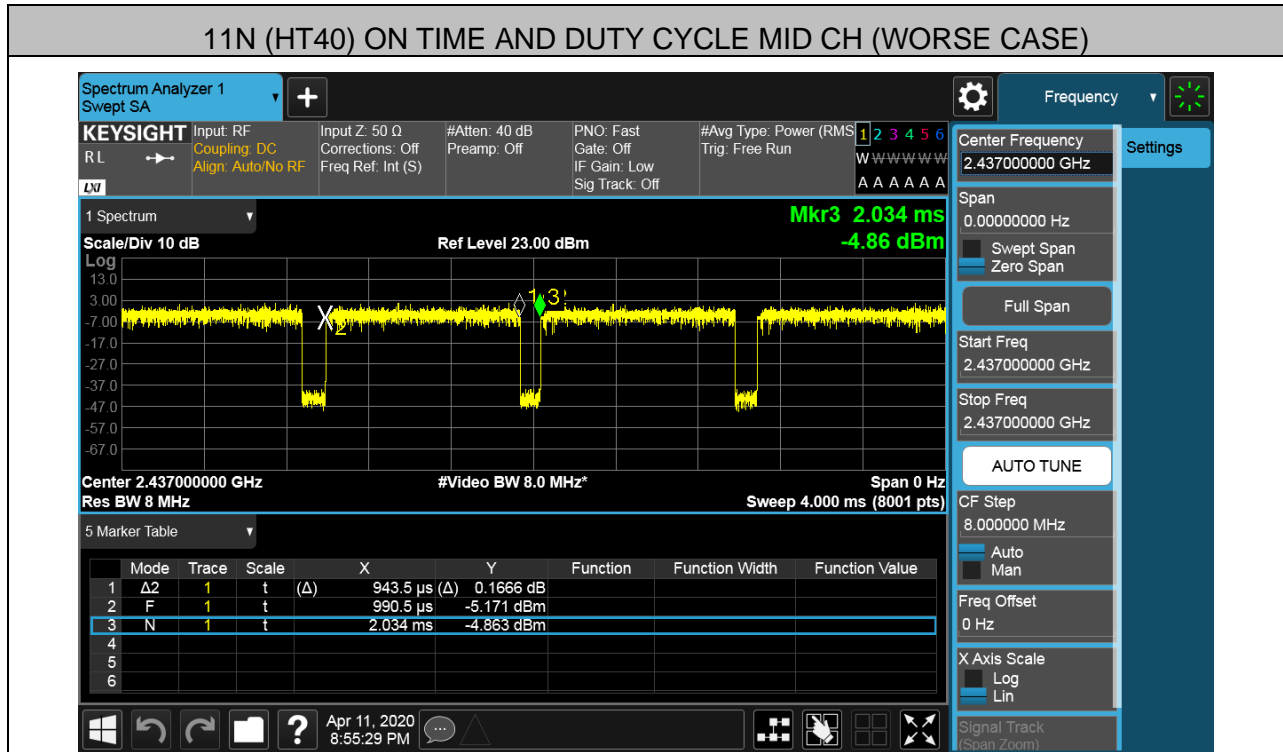 11N (HT40) ON TIME AND DUTY CYCLE MID CH (WORSE CASE)
Spectrum Analyzer 1
Swept SA
+
Frequency
KEYSIGHT
RL
LXI
Input: RF
Coupling: DC
Align: Auto/No RF
Input Z: 50 Ω
Corrections: Off
Freq Ref: Int (S)
#Atten: 40 dB
Preamp: Off
PNO: Fast
Gate: Off
IF Gain: Low
Sig Track: Off
#Avg Type: Power (RMS
Trig: Free Run
1 2 3 4 5 6
W W W W W W
A A A A A A
Center Frequency
2.437000000 GHz
Settings
1 Spectrum
Mkr3 2.034 ms
-4.86 dBm
Scale/Div 10 dB
Ref Level 23.00 dBm
Log
13.0
3.00
-7.00
-17.0
-27.0
-37.0
-47.0
-57.0
-67.0
X2
1
3
Center 2.437000000 GHz
#Video BW 8.0 MHz*
Span 0 Hz
Res BW 8 MHz
Sweep 4.000 ms (8001 pts)
Span
0.00000000 Hz
Swept Span
Zero Span
Full Span
Start Freq
2.437000000 GHz
Stop Freq
2.437000000 GHz
AUTO TUNE
CF Step
8.000000 MHz
Auto
Man
Freq Offset
0 Hz
X Axis Scale
Log
Lin
Signal Track
(Span Zoom)
5 Marker Table
Mode Trace Scale X Y Function Function Width Function Value
1 Δ2 1 t (Δ) 943.5 µs (Δ) 0.1666 dB
2 F 1 t 990.5 µs -5.171 dBm
3 N 1 t 2.034 ms -4.863 dBm
4
5
6
?
Apr 11, 2020
8:55:29 PM